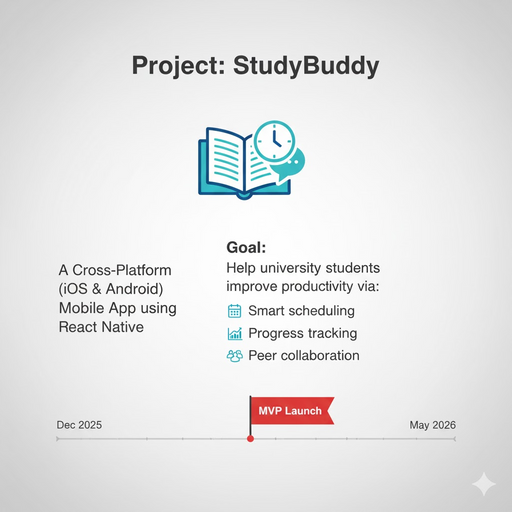 Project: StudyBuddy
A Cross-Platform
(iOS & Android)
Mobile App using
React Native
Goal:
Help university students
improve productivity via:
Smart scheduling
Progress tracking
Peer collaboration
MVP Launch
Dec 2025
May 2026